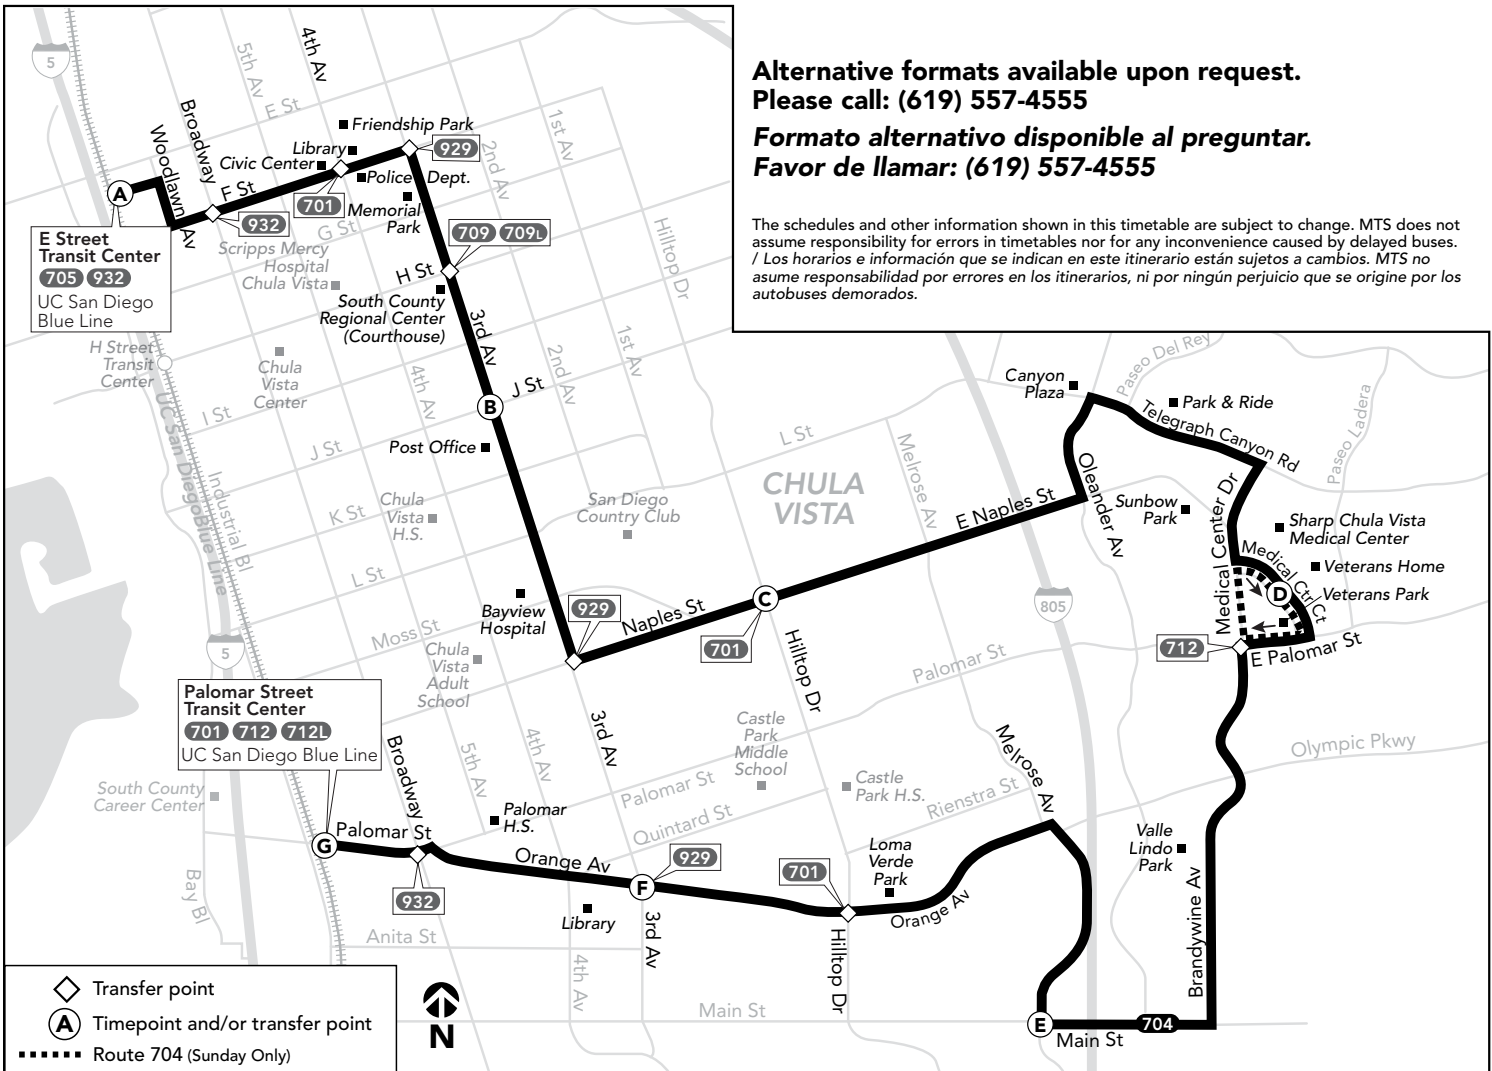 Alternative formats available upon request.
Please call: (619) 557-4555
Formato alternativo disponible al preguntar.
Favor de llamar: (619) 557-4555
The schedules and other information shown in this timetable are subject to change. MTS does not
assume responsibility for errors in timetables nor for any inconvenience caused by delayed buses.
/ Los horarios e información que se indican en este itinerario están sujetos a cambios. MTS no
asume responsabilidad por errores en los itinerarios, ni por ningún perjuicio que se origine por los
autobuses demorados.
5
5th Av
4th Av
E St
Broadway
Woodlawn Av
Friendship Park
Library
Civic Center
929
2nd Av
1st Av
A
F St
Police Dept.
701
932
Memorial
Park
G St
709 709L
Hilltop Dr
E Street
Transit Center
705 932
UC San Diego
Blue Line
Scripps Mercy
Hospital
Chula Vista
H St
South County
Regional Center
(Courthouse)
3rd Av
H Street
Transit
Center
Chula
Vista
Center
4th Av
2nd Av
1st Av
J St
B
I St
Post Office
J St
UC San Diego Blue Line
Industrial Bl
K St
Chula
Vista
H.S.
San Diego
Country Club
L St
CHULA
VISTA
Melrose Av
Canyon
Plaza
Paseo Del Rey
Park & Ride
Telegraph Canyon Rd
Paseo Ladera
Oleander Av
E Naples St
Sunbow
Park
Medical Center Dr
Sharp Chula Vista
Medical Center
Medical Ctr Ct
Veterans Home
D
Veterans Park
L St
Bayview
Hospital
929
Naples St
C
701
805
712
E Palomar St
Moss St
5
Chula
Vista
Adult
School
Hilltop Dr
Palomar St
Palomar Street
Transit Center
701 712 712L
UC San Diego Blue Line
Broadway
5th Av
4th Av
3rd Av
Castle
Park
Middle
School
Melrose Av
Olympic Pkwy
South County
Career Center
Palomar St
Castle
Park H.S.
Rienstra St
Palomar
H.S.
Quintard St
G
Palomar St
Orange Av
929
F
701
Loma
Verde
Park
Valle
Lindo
Park
932
Library
3rd Av
Hilltop Dr
Orange Av
Bay Bl
Anita St
4th Av
Main St
Brandywine Av
E
704
Main St
Transfer point
A
Timepoint and/or transfer point
Route 704 (Sunday Only)
N